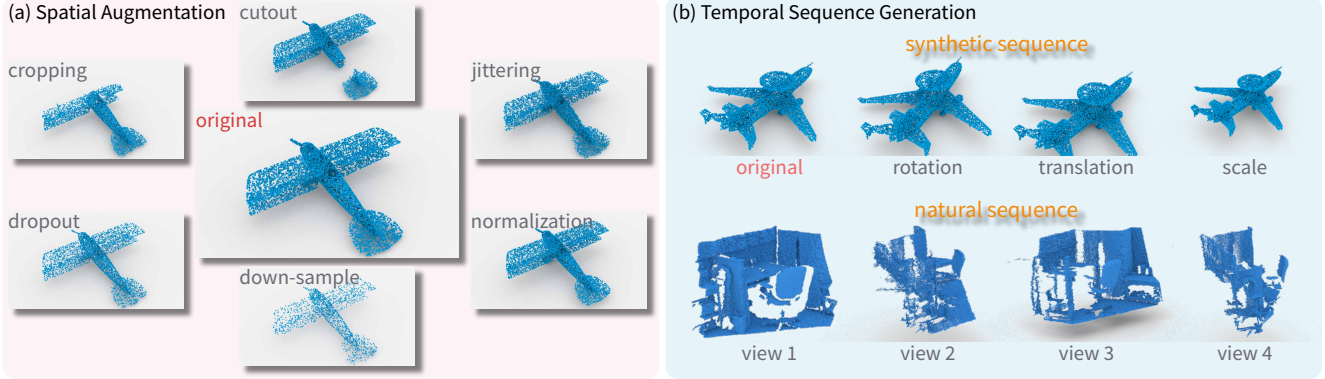 (a) Spatial Augmentation
cutout
cropping
jittering
original
dropout
normalization
down-sample
(b) Temporal Sequence Generation
synthetic sequence
original
rotation
translation
scale
natural sequence
view 1
view 2
view 3
view 4